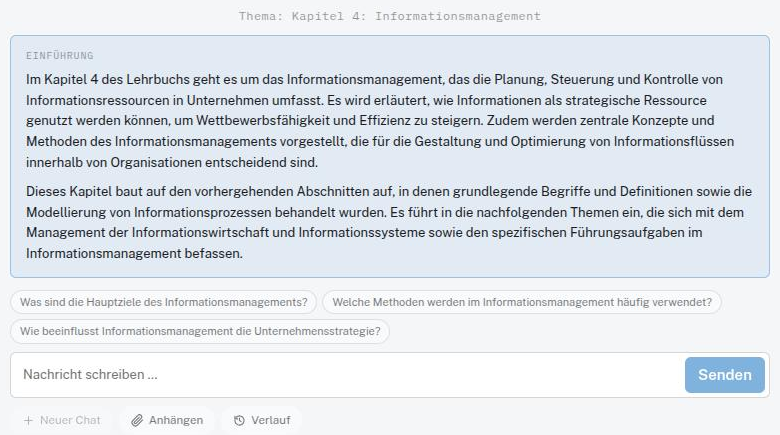 Thema: Kapitel 4: Informationsmanagement
EINFÜHRUNG
Im Kapitel 4 des Lehrbuchs geht es um das Informationsmanagement, das die Planung, Steuerung und Kontrolle von
Informationsressourcen in Unternehmen umfasst. Es wird erläutert, wie Informationen als strategische Ressource
genutzt werden können, um Wettbewerbsfähigkeit und Effizienz zu steigern. Zudem werden zentrale Konzepte und
Methoden des Informationsmanagements vorgestellt, die für die Gestaltung und Optimierung von Informationsflüssen
innerhalb von Organisationen entscheidend sind.
Dieses Kapitel baut auf den vorhergehenden Abschnitten auf, in denen grundlegende Begriffe und Definitionen sowie die
Modellierung von Informationsprozessen behandelt wurden. Es führt in die nachfolgenden Themen ein, die sich mit dem
Management der Informationswirtschaft und Informationssysteme sowie den spezifischen Führungsaufgaben im
Informationsmanagement befassen.
Was sind die Hauptziele des Informationsmanagements?
Welche Methoden werden im Informationsmanagement häufig verwendet?
Wie beeinflusst Informationsmanagement die Unternehmensstrategie?
Nachricht schreiben ...
Senden
Neuer Chat
Anhängen
Verlauf